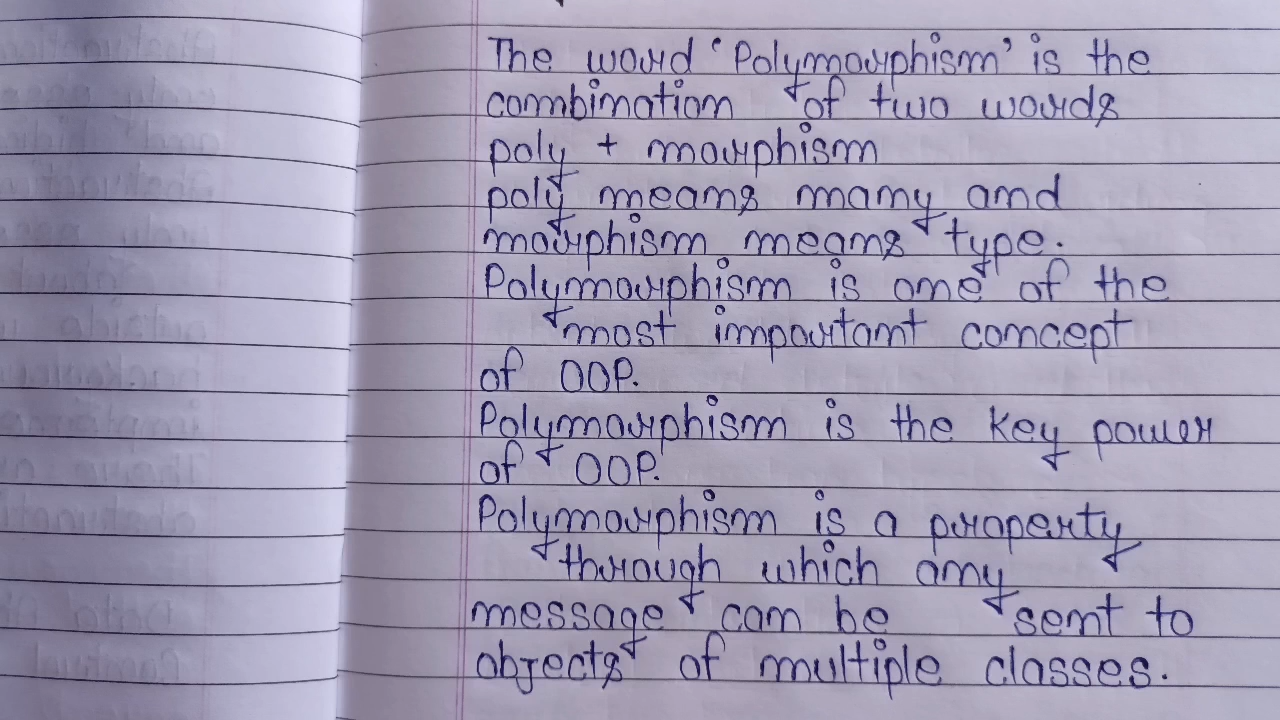 The word 'Polymorphism' is the
combination of two words
poly + morphism
poly means many and
morphism means type.
Polymorphism is one of the
most important concept
of OOP.
Polymorphism is the key power
of OOP.
Polymorphism is a property
through which any
message can be sent to
objects of multiple classes.